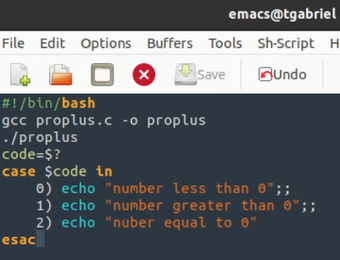 emacs@tgabriel
File Edit Options Buffers Tools Sh-Script H
Save Undo
#!/bin/bash
gcc proplus.c -o proplus
./proplus
code=$?
case $code in
    0) echo "number less than 0";;
    1) echo "number greater than 0";;
    2) echo "nuber equal to 0"
esac